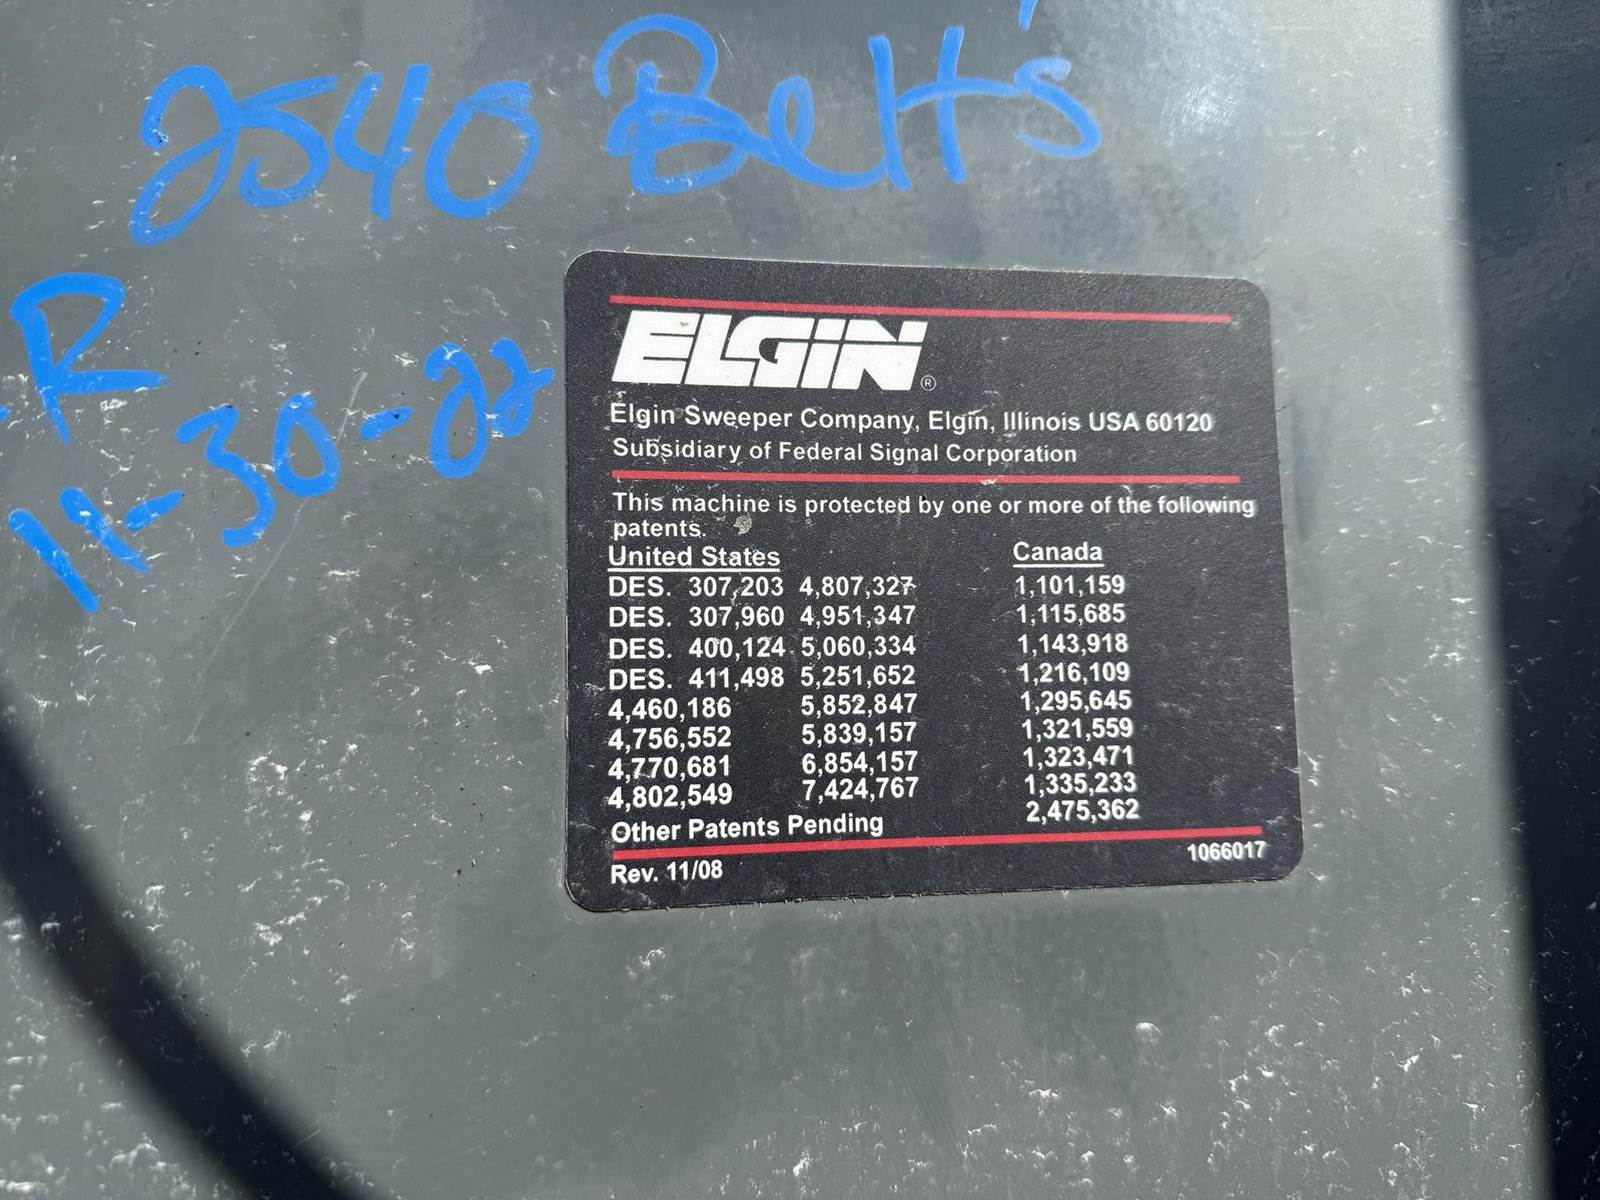 2540 Belt's
R
11-30-22
ELGIN®
Elgin Sweeper Company, Elgin, Illinois USA 60120
Subsidiary of Federal Signal Corporation
This machine is protected by one or more of the following
patents.
United States Canada
DES. 307,203 4,807,327 1,101,159
DES. 307,960 4,951,347 1,115,685
DES. 400,124 5,060,334 1,143,918
DES. 411,498 5,251,652 1,216,109
4,460,186 5,852,847 1,295,645
4,756,552 5,839,157 1,321,559
4,770,681 6,854,157 1,323,471
4,802,549 7,424,767 1,335,233
2,475,362
Other Patents Pending
Rev. 11/08 1066017